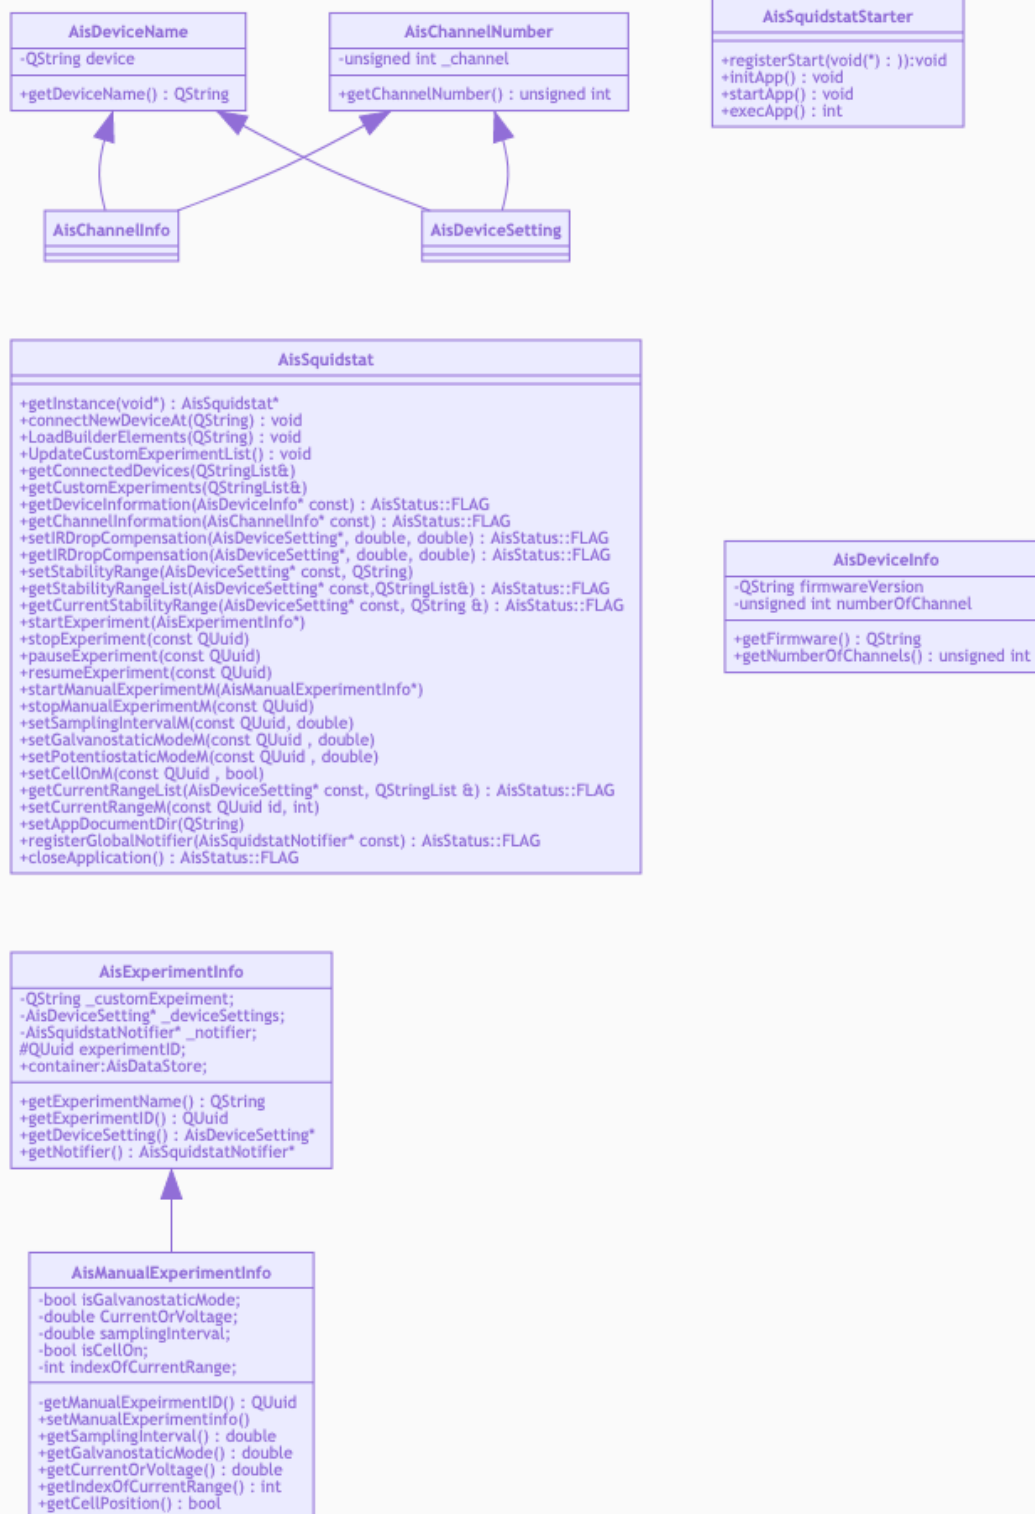 AisDeviceName
-QString device
+getDeviceName() : QString
AisChannelNumber
-unsigned int _channel
+getChannelNumber() : unsigned int
AisSquidstatStarter
+registerStart(void(*) : )):void
+initApp() : void
+startApp() : void
+execApp() : int
AisChannelInfo
AisDeviceSetting
AisSquidstat
+getInstance(void*) : AisSquidstat*
+connectNewDeviceAt(QString) : void
+LoadBuilderElements(QString) : void
+UpdateCustomExperimentList() : void
+getConnectedDevices(QStringList&)
+getCustomExperiments(QStringList&)
+getDeviceInformation(AisDeviceInfo* const) : AisStatus::FLAG
+getChannelInformation(AisChannelInfo* const) : AisStatus::FLAG
+setIRDropCompensation(AisDeviceSetting*, double, double) : AisStatus::FLAG
+getIRDropCompensation(AisDeviceSetting*, double, double) : AisStatus::FLAG
+setStabilityRange(AisDeviceSetting* const, QString)
+getStabilityRangeList(AisDeviceSetting* const,QStringList&) : AisStatus::FLAG
+getCurrentStabilityRange(AisDeviceSetting* const, QString &) : AisStatus::FLAG
+startExperiment(AisExperimentInfo*)
+stopExperiment(const QUuid)
+pauseExperiment(const QUuid)
+resumeExperiment(const QUuid)
+startManualExperimentM(AisManualExperimentInfo*)
+stopManualExperimentM(const QUuid)
+setSamplingIntervalM(const QUuid, double)
+setGalvanostaticModeM(const QUuid , double)
+setPotentiostaticModeM(const QUuid , double)
+setCellOnM(const QUuid , bool)
+getCurrentRangeList(AisDeviceSetting* const, QStringList &) : AisStatus::FLAG
+setCurrentRangeM(const QUuid id, int)
+setAppDocumentDir(QString)
+registerGlobalNotifier(AisSquidstatNotifier* const) : AisStatus::FLAG
+closeApplication() : AisStatus::FLAG
AisDeviceInfo
-QString firmwareVersion
-unsigned int numberOfChannel
+getFirmware() : QString
+getNumberOfChannels() : unsigned int
AisExperimentInfo
-QString _customExpeiment;
-AisDeviceSetting* _deviceSettings;
-AisSquidstatNotifier* _notifier;
#QUuid experimentID;
+container:AisDataStore;
+getExperimentName() : QString
+getExperimentID() : QUuid
+getDeviceSetting() : AisDeviceSetting*
+getNotifier() : AisSquidstatNotifier*
AisManualExperimentInfo
-bool isGalvanostaticMode;
-double CurrentOrVoltage;
-double samplingInterval;
-bool isCellOn;
-int indexOfCurrentRange;
-getManualExpeirmentID() : QUuid
+setManualExperimentinfo()
+getSamplingInterval() : double
+getGalvanostaticMode() : double
+getCurrentOrVoltage() : double
+getIndexOfCurrentRange() : int
+getCellPosition() : bool